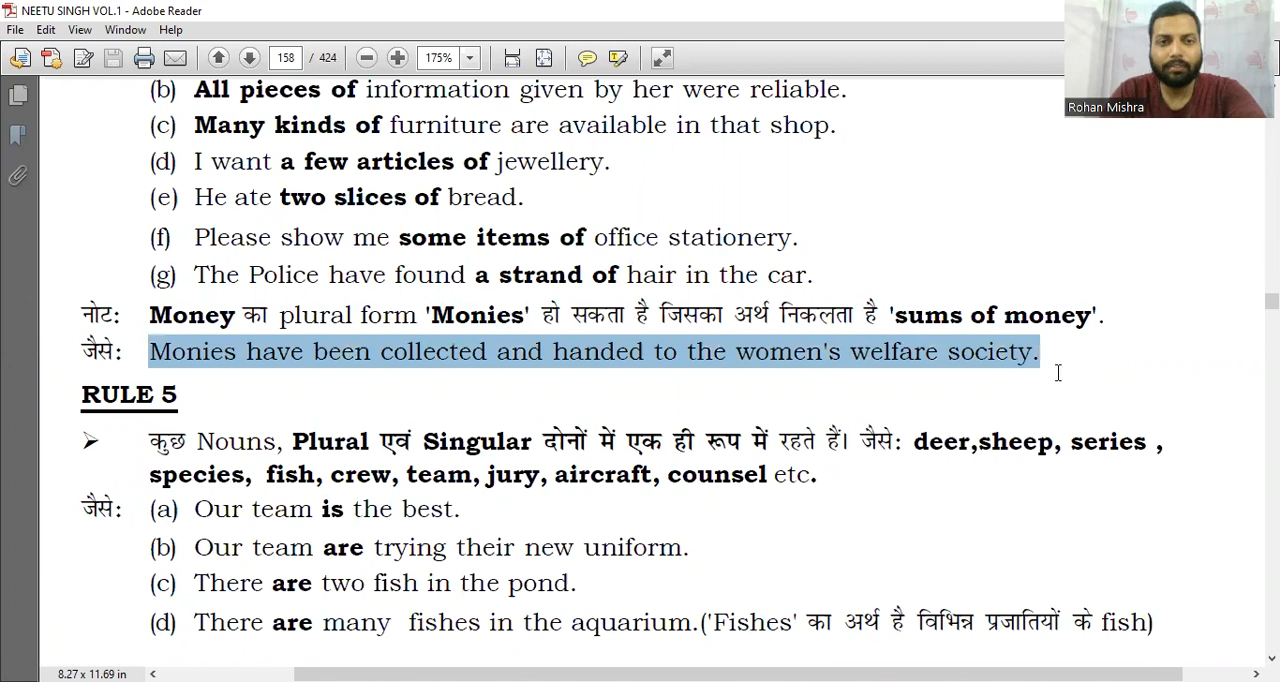 NEETU SINGH VOL.1 - Adobe Reader
File Edit View Window Help
158 / 424 175%
Rohan Mishra
(b) All pieces of information given by her were reliable.
(c) Many kinds of furniture are available in that shop.
(d) I want a few articles of jewellery.
(e) He ate two slices of bread.
(f) Please show me some items of office stationery.
(g) The Police have found a strand of hair in the car.
नोट: Money का plural form 'Monies' हो सकता है जिसका अर्थ निकलता है 'sums of money'.
जैसे: Monies have been collected and handed to the women's welfare society.
RULE 5
➢ कुछ Nouns, Plural एवं Singular दोनों में एक ही रूप में रहते हैं। जैसे: deer,sheep, series ,
species, fish, crew, team, jury, aircraft, counsel etc.
जैसे: (a) Our team is the best.
(b) Our team are trying their new uniform.
(c) There are two fish in the pond.
(d) There are many fishes in the aquarium.('Fishes' का अर्थ है विभिन्न प्रजातियों के fish)
8.27 x 11.69 in